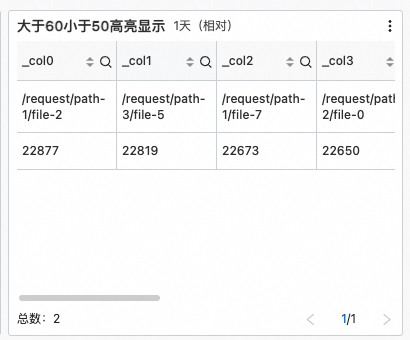 大于60小于50高亮显示 1天（相对）
_col0 _col1 _col2 _col3
/request/path-1/file-2 /request/path-3/file-5 /request/path-1/file-7 /request/path-2/file-0
22877 22819 22673 22650
总数：2 1/1